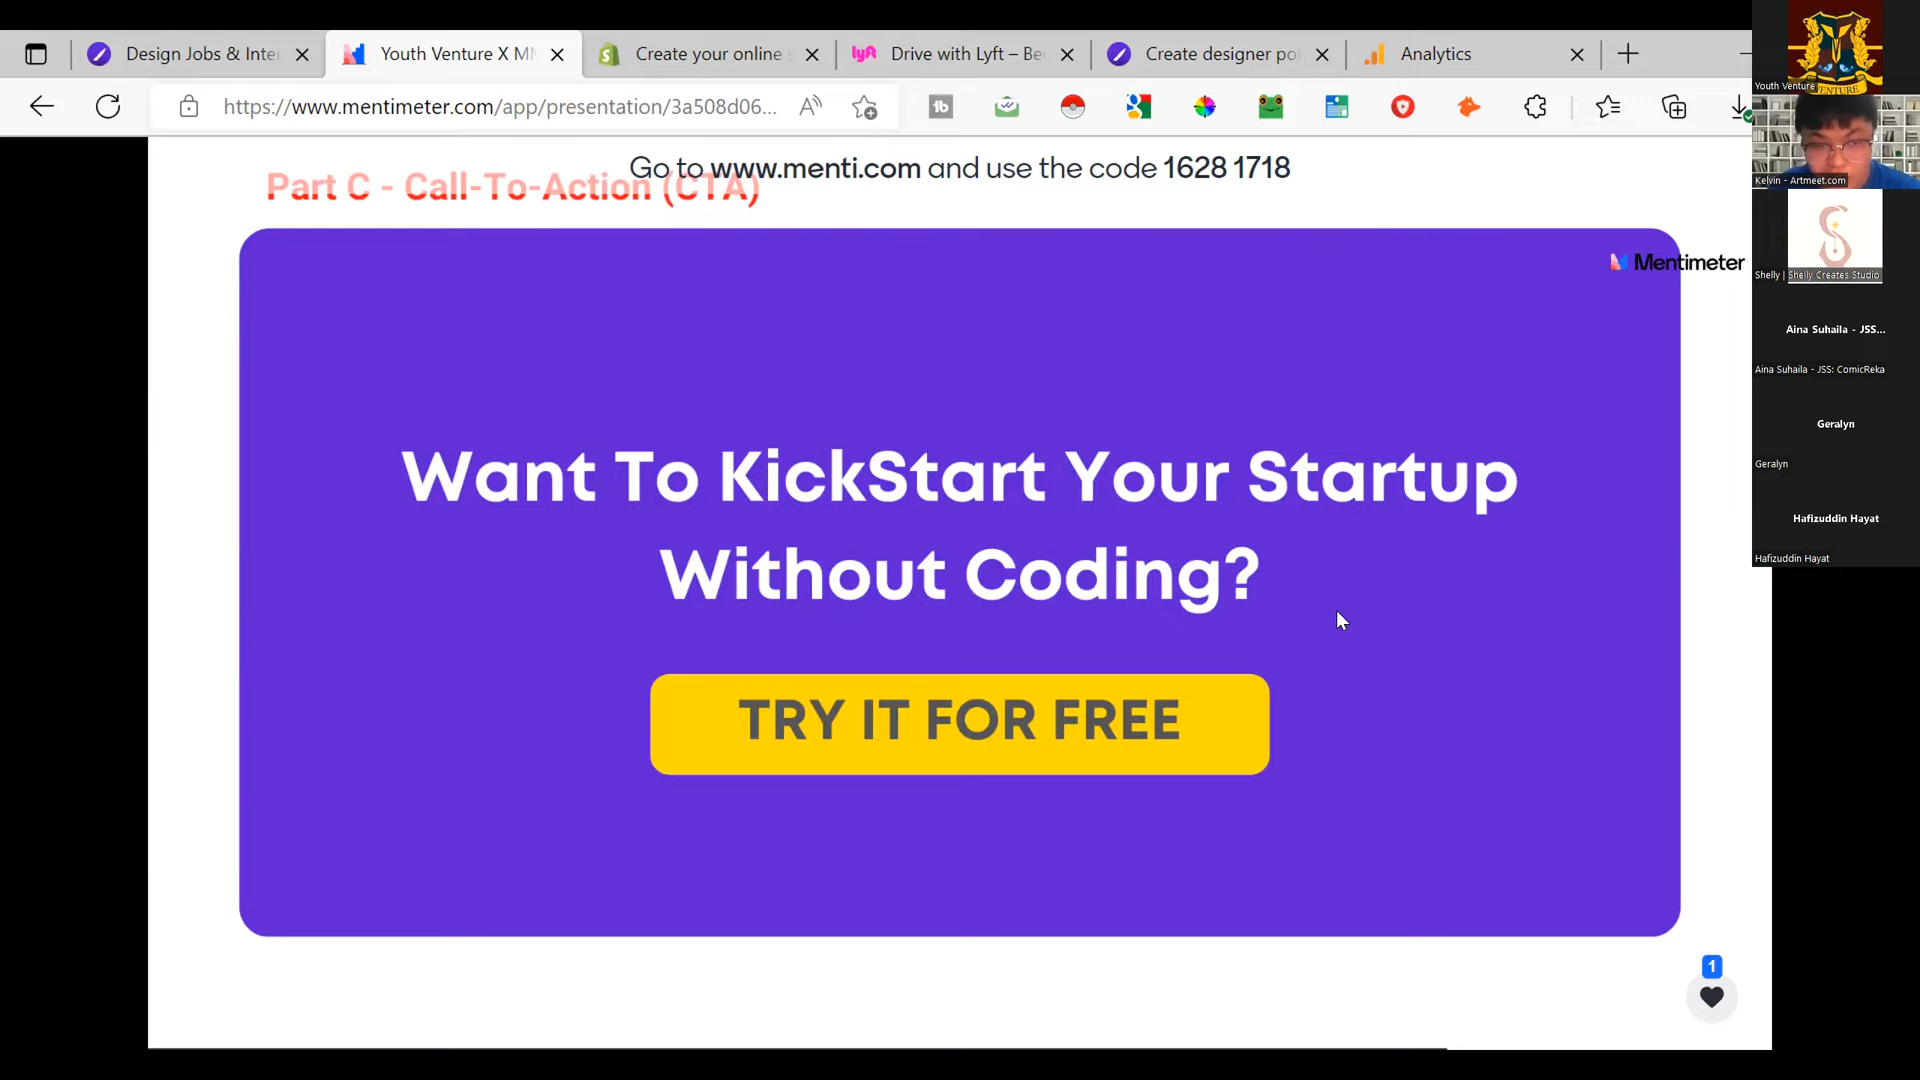 Design Jobs & Inte
Youth Venture X MM
Create your online s
Drive with Lyft – Be
Create designer po
Analytics
https://www.mentimeter.com/app/presentation/3a508d06...
Go to www.menti.com and use the code 1628 1718
Part C - Call-To-Action (CTA)
Mentimeter
Want To KickStart Your Startup
Without Coding?
TRY IT FOR FREE
1
VENTURE
Youth Venture
Kelvin - Artmeet.com
Shelly | Shelly Creates Studio
Aina Suhaila - JSS...
Aina Suhaila - JSS: ComicReka
Geralyn
Geralyn
Hafizuddin Hayat
Hafizuddin Hayat